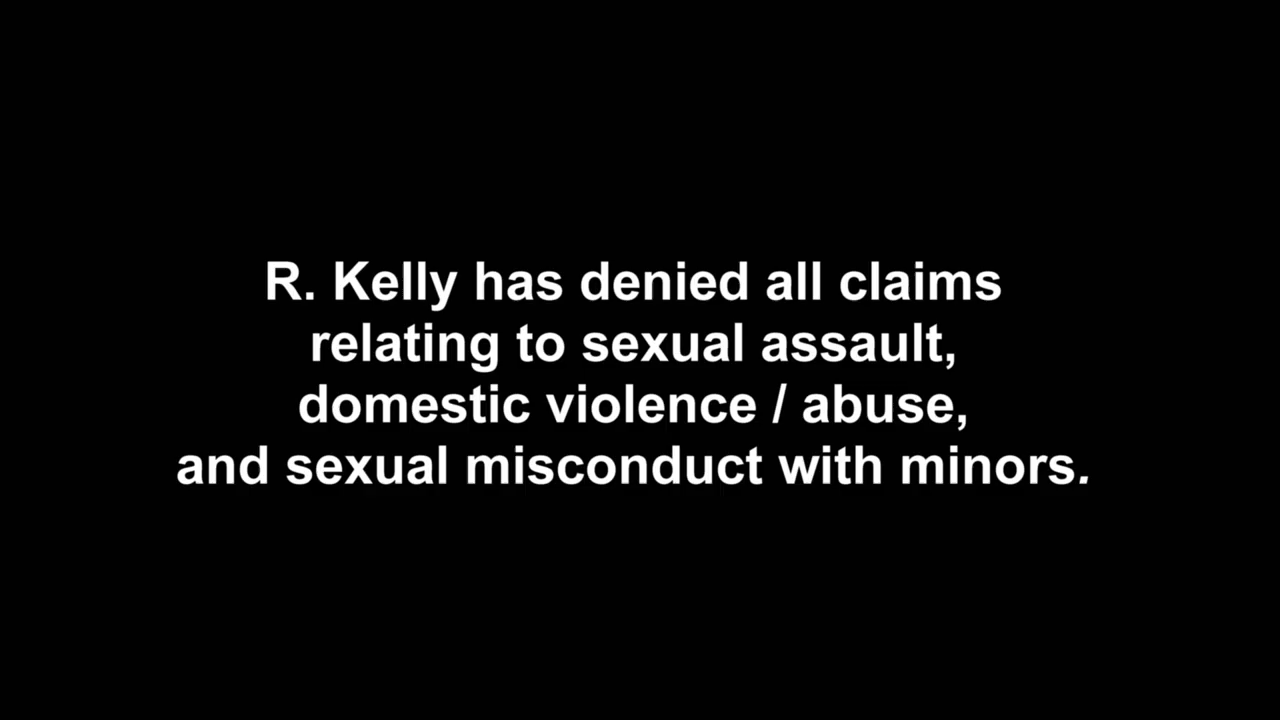 R. Kelly has denied all claims
relating to sexual assault,
domestic violence / abuse,
and sexual misconduct with minors.